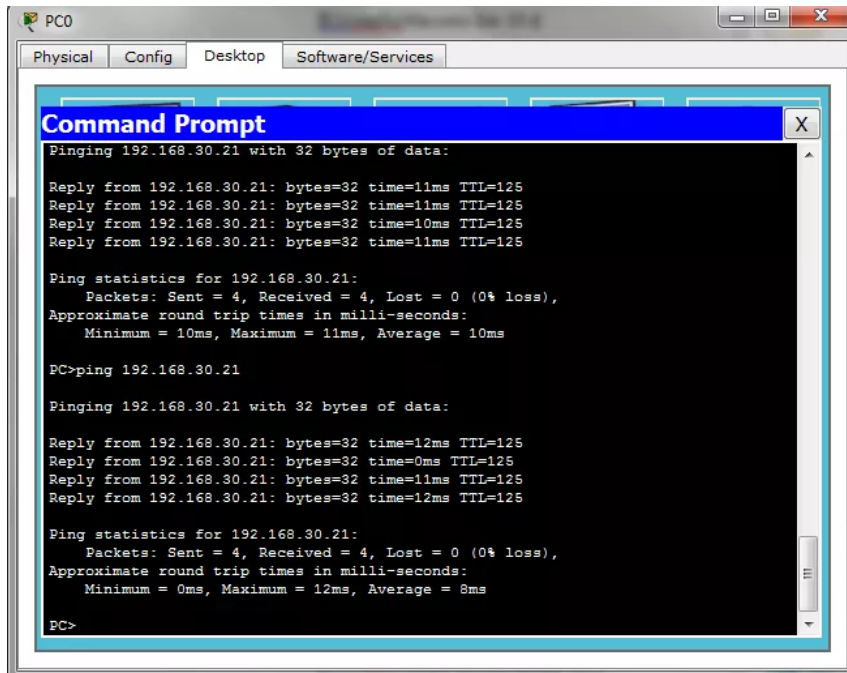 PC0
Physical Config Desktop Software/Services
Command Prompt
X
Pinging 192.168.30.21 with 32 bytes of data:
Reply from 192.168.30.21: bytes=32 time=11ms TTL=125
Reply from 192.168.30.21: bytes=32 time=11ms TTL=125
Reply from 192.168.30.21: bytes=32 time=10ms TTL=125
Reply from 192.168.30.21: bytes=32 time=11ms TTL=125
Ping statistics for 192.168.30.21:
Packets: Sent = 4, Received = 4, Lost = 0 (0% loss),
Approximate round trip times in milli-seconds:
Minimum = 10ms, Maximum = 11ms, Average = 10ms
PC>ping 192.168.30.21
Pinging 192.168.30.21 with 32 bytes of data:
Reply from 192.168.30.21: bytes=32 time=12ms TTL=125
Reply from 192.168.30.21: bytes=32 time=0ms TTL=125
Reply from 192.168.30.21: bytes=32 time=11ms TTL=125
Reply from 192.168.30.21: bytes=32 time=12ms TTL=125
Ping statistics for 192.168.30.21:
Packets: Sent = 4, Received = 4, Lost = 0 (0% loss),
Approximate round trip times in milli-seconds:
Minimum = 0ms, Maximum = 12ms, Average = 8ms
PC>